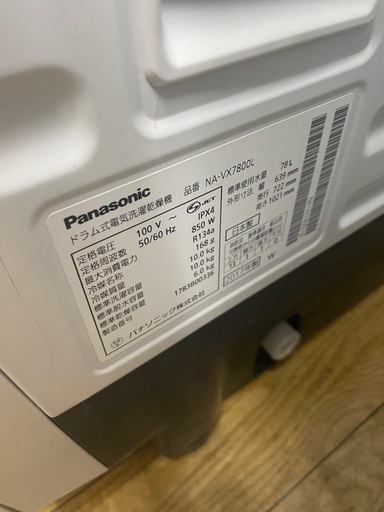 Panasonic
ドラム式電気洗濯乾燥機 品番 NA-VX7800L
定格電圧 100 V ～ JET
定格周波数 50/60 Hz IPX4
最大消費電力 850 W
冷媒名称 R134a
冷媒質量 168 g
標準洗濯容量 10.0 kg
標準脱水容量 10.0 kg
標準乾燥容量 6.0 kg
製造番号 17B3B00336
パナソニック株式会社
標準使用水量 78 L
外形寸法 幅 639 mm
奥行 722 mm
高さ 1021 mm
日本製
2017年製
W